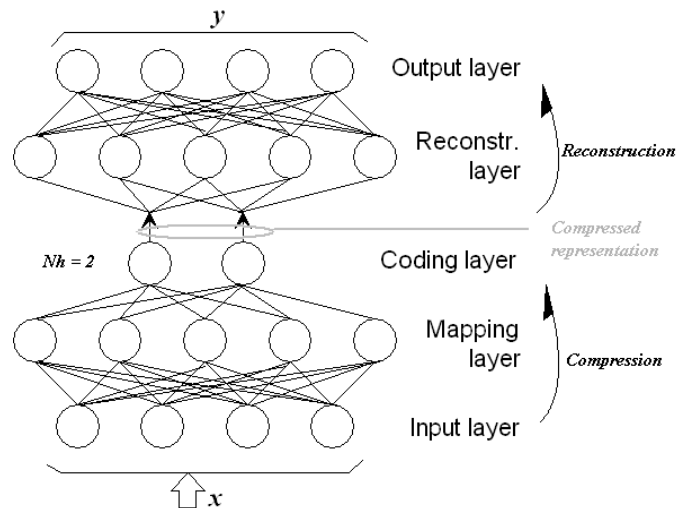 y
Output layer
Reconstr.
layer
Reconstruction
Compressed
representation
Nh = 2
Coding layer
Mapping
layer
Compression
Input layer
x